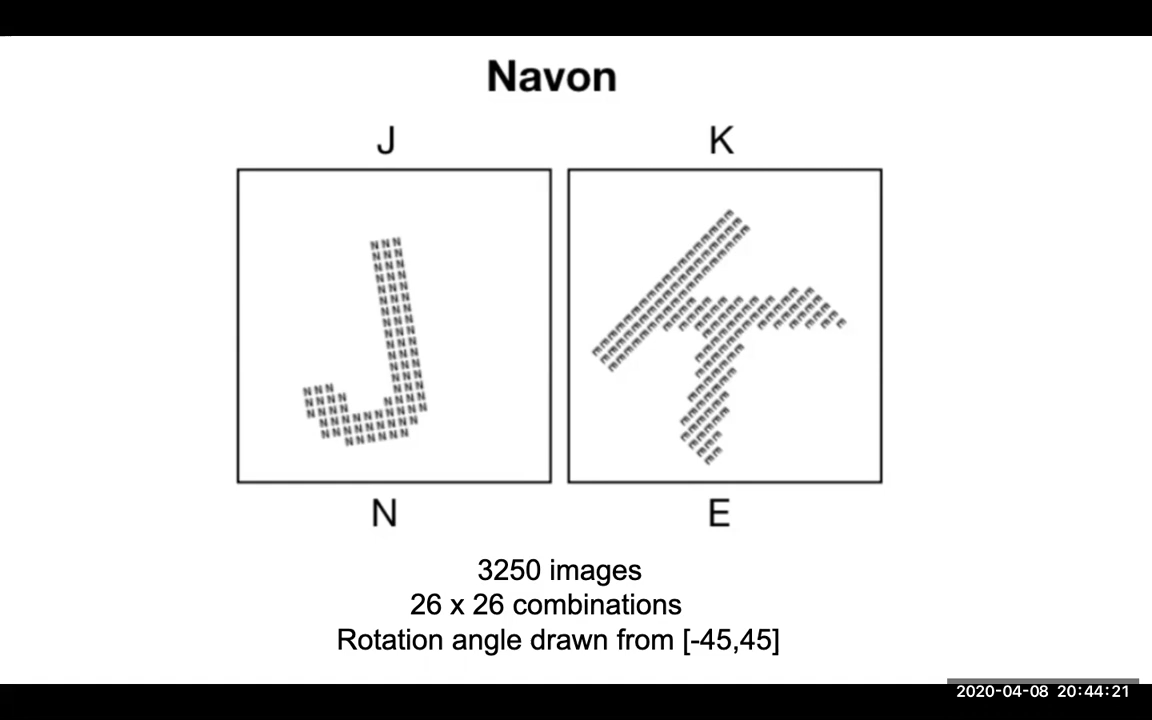 Navon
J K
N E
3250 images
26 x 26 combinations
Rotation angle drawn from [-45,45]
2020-04-08 20:44:21